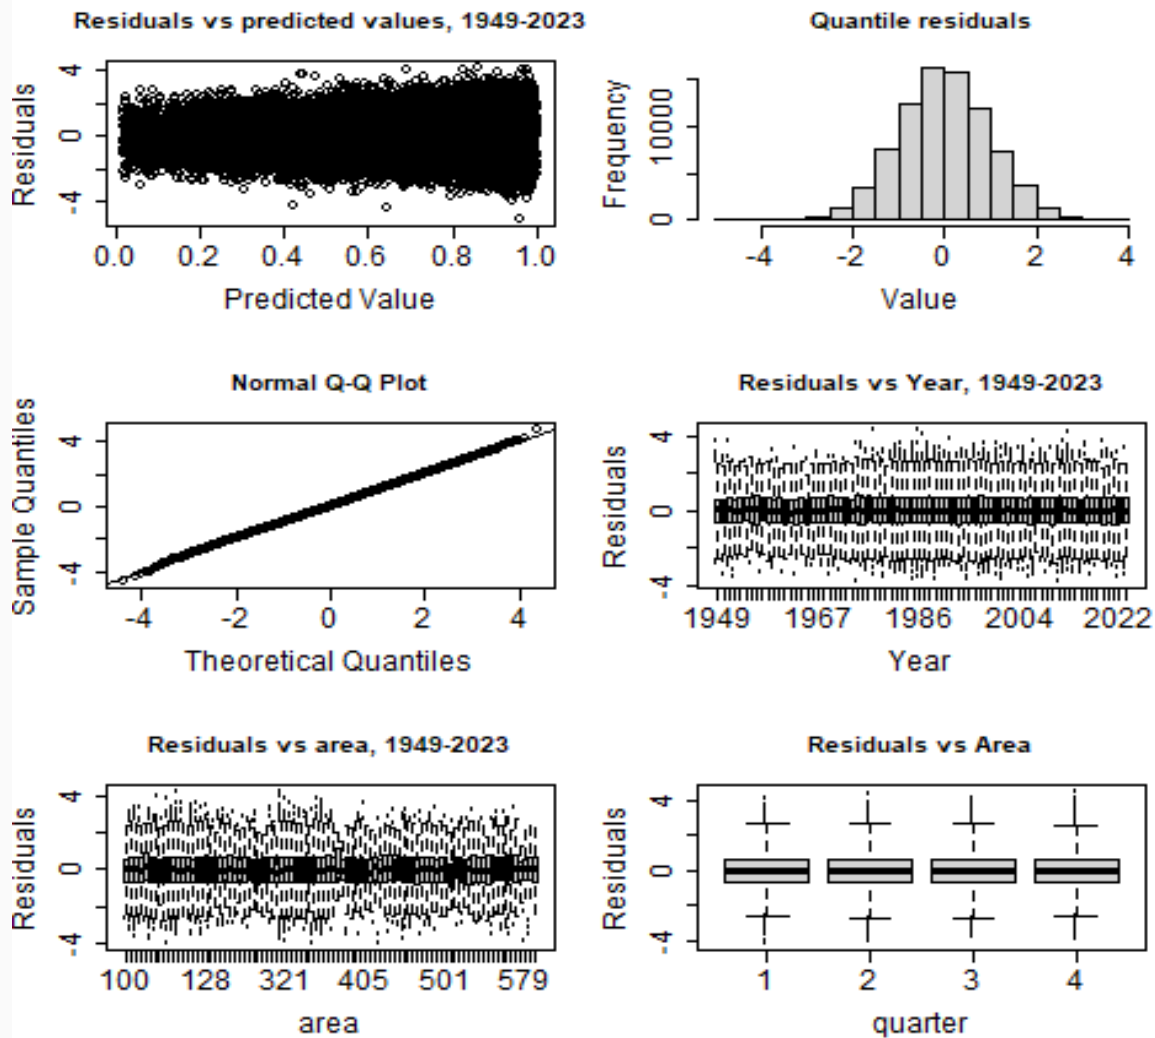 Residuals vs predicted values, 1949-2023
Residuals
4
0
-4
0.0 0.2 0.4 0.6 0.8 1.0
Predicted Value
Quantile residuals
Frequency
10000
0
-4 -2 0 2 4
Value
Normal Q-Q Plot
Sample Quantiles
4
0
-4
-4 -2 0 2 4
Theoretical Quantiles
Residuals vs Year, 1949-2023
Residuals
4
0
-4
1949 1967 1986 2004 2022
Year
Residuals vs area, 1949-2023
Residuals
4
0
-4
100 128 321 405 501 579
area
Residuals vs Area
Residuals
4
0
-4
1 2 3 4
quarter